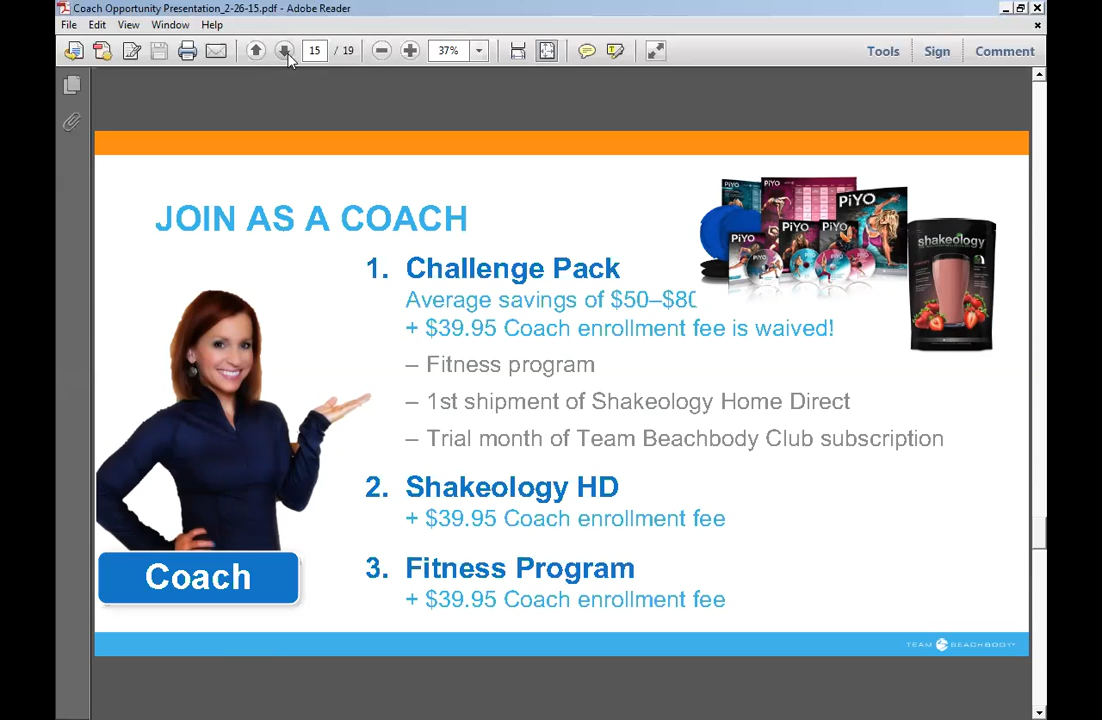 Coach Opportunity Presentation_2-26-15.pdf - Adobe Reader
File Edit View Window Help
15 / 19 37% Tools Sign Comment
JOIN AS A COACH
PiYO
PiYO
PiYO
PiYO
PiYO
PiYO
shakeology
1. Challenge Pack
Average savings of $50–$80
+ $39.95 Coach enrollment fee is waived!
– Fitness program
– 1st shipment of Shakeology Home Direct
– Trial month of Team Beachbody Club subscription
2. Shakeology HD
+ $39.95 Coach enrollment fee
3. Fitness Program
+ $39.95 Coach enrollment fee
Coach
TEAM BEACHBODY